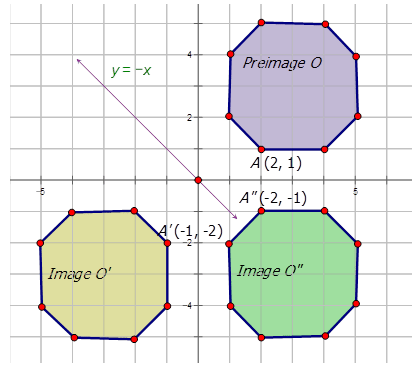 y = -x
4
Preimage O
2
A (2, 1)
-5
5
A″ (-2, -1)
A′ (-1, -2)
-2
Image O′
Image O″
-4